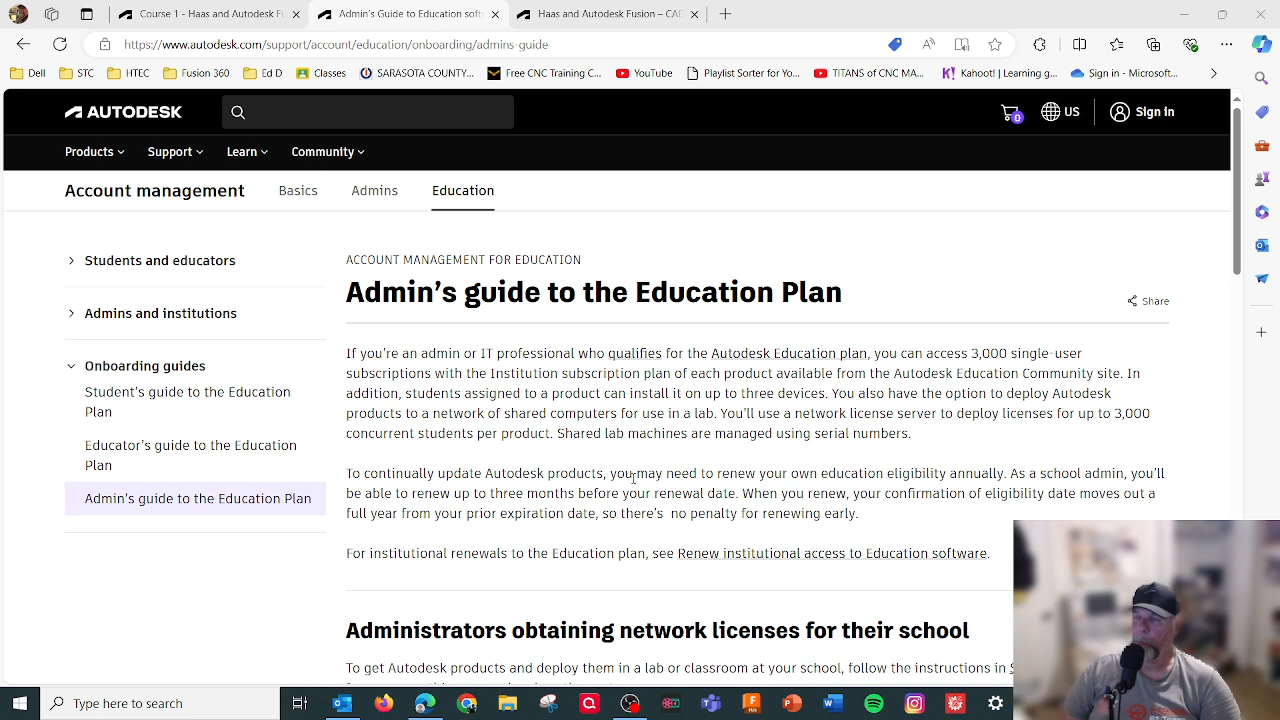 Course 1 - Haas and Autodesk Fu
Admin's Guide to Education soft
Haas and Autodesk Fusion – CAD
https://www.autodesk.com/support/account/education/onboarding/admins-guide
Dell
STC
HTEC
Fusion 360
Ed D
Classes
SARASOTA COUNTY...
Free CNC Training C...
YouTube
Playlist Sorter for Yo...
TITANS of CNC MA...
Kahoot! | Learning g...
Sign in - Microsoft...
AUTODESK
0
US
Sign in
Products
Support
Learn
Community
Account management
Basics
Admins
Education
Students and educators
Admins and institutions
Onboarding guides
Student's guide to the Education
Plan
Educator's guide to the Education
Plan
Admin's guide to the Education Plan
ACCOUNT MANAGEMENT FOR EDUCATION
Admin's guide to the Education Plan
Share
If you're an admin or IT professional who qualifies for the Autodesk Education plan, you can access 3,000 single-user
subscriptions with the Institution subscription plan of each product available from the Autodesk Education Community site. In
addition, students assigned to a product can install it on up to three devices. You also have the option to deploy Autodesk
products to a network of shared computers for use in a lab. You'll use a network license server to deploy licenses for up to 3,000
concurrent students per product. Shared lab machines are managed using serial numbers.
To continually update Autodesk products, you may need to renew your own education eligibility annually. As a school admin, you'll
be able to renew up to three months before your renewal date. When you renew, your confirmation of eligibility date moves out a
full year from your prior expiration date, so there's no penalty for renewing early.
For institutional renewals to the Education plan, see Renew institutional access to Education software.
Administrators obtaining network licenses for their school
To get Autodesk products and deploy them in a lab or classroom at your school, follow the instructions in
Type here to search